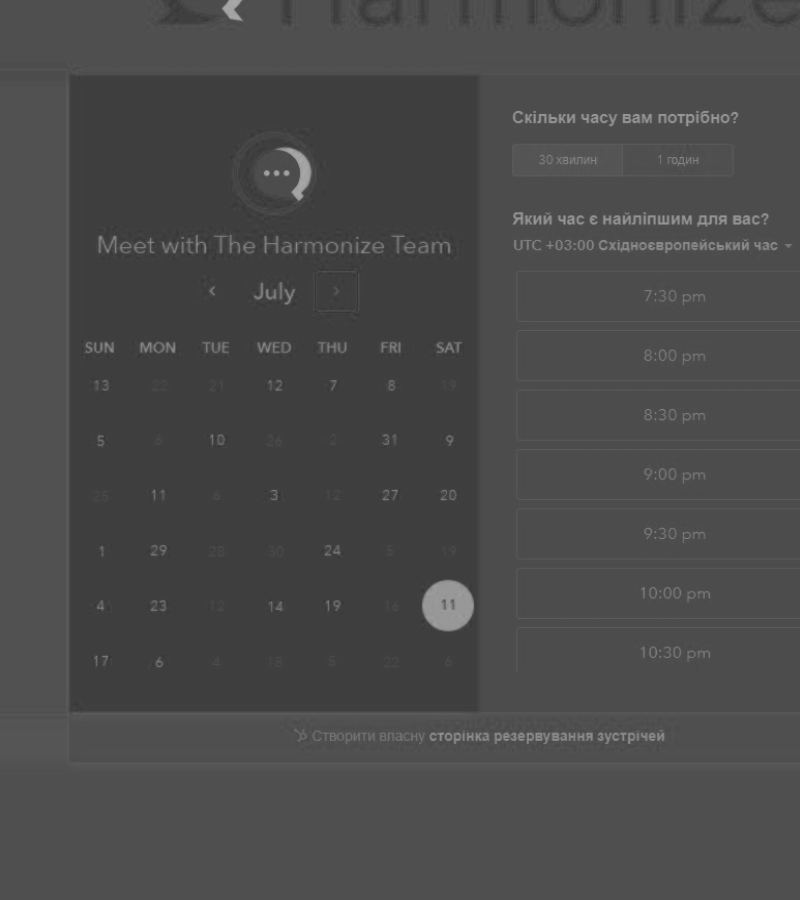 Harmonize
Meet with The Harmonize Team
July
SUN MON TUE WED THU FRI SAT
13 22 21 12 7 8 19
5 10 26 2 31 9
25 11 6 3 12 27 20
1 29 28 30 24 5 19
4 23 12 14 19 16 11
17 6 4 18 5 22 6
Скільки часу вам потрібно?
30 хвилин 1 годин
Який час є найліпшим для вас?
UTC +03:00 Східноєвропейський час
7:30 pm
8:00 pm
8:30 pm
9:00 pm
9:30 pm
10:00 pm
10:30 pm
Створити власну сторінка резервування зустрічей